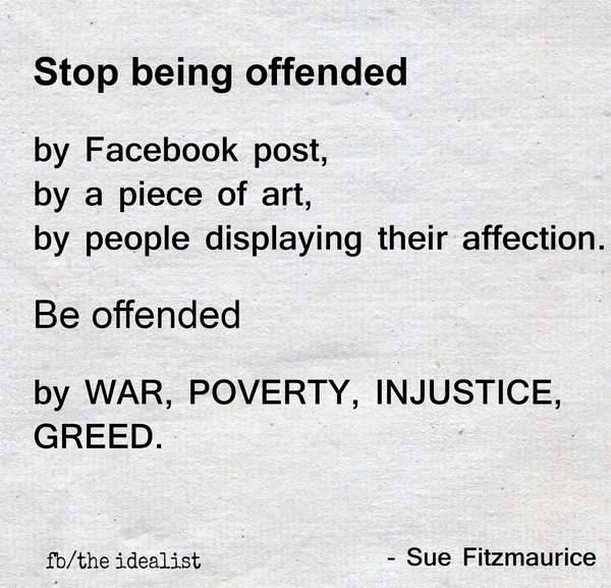 Stop being offended
by Facebook post,
by a piece of art,
by people displaying their affection.
Be offended
by WAR, POVERTY, INJUSTICE,
GREED.
fb/the idealist
- Sue Fitzmaurice